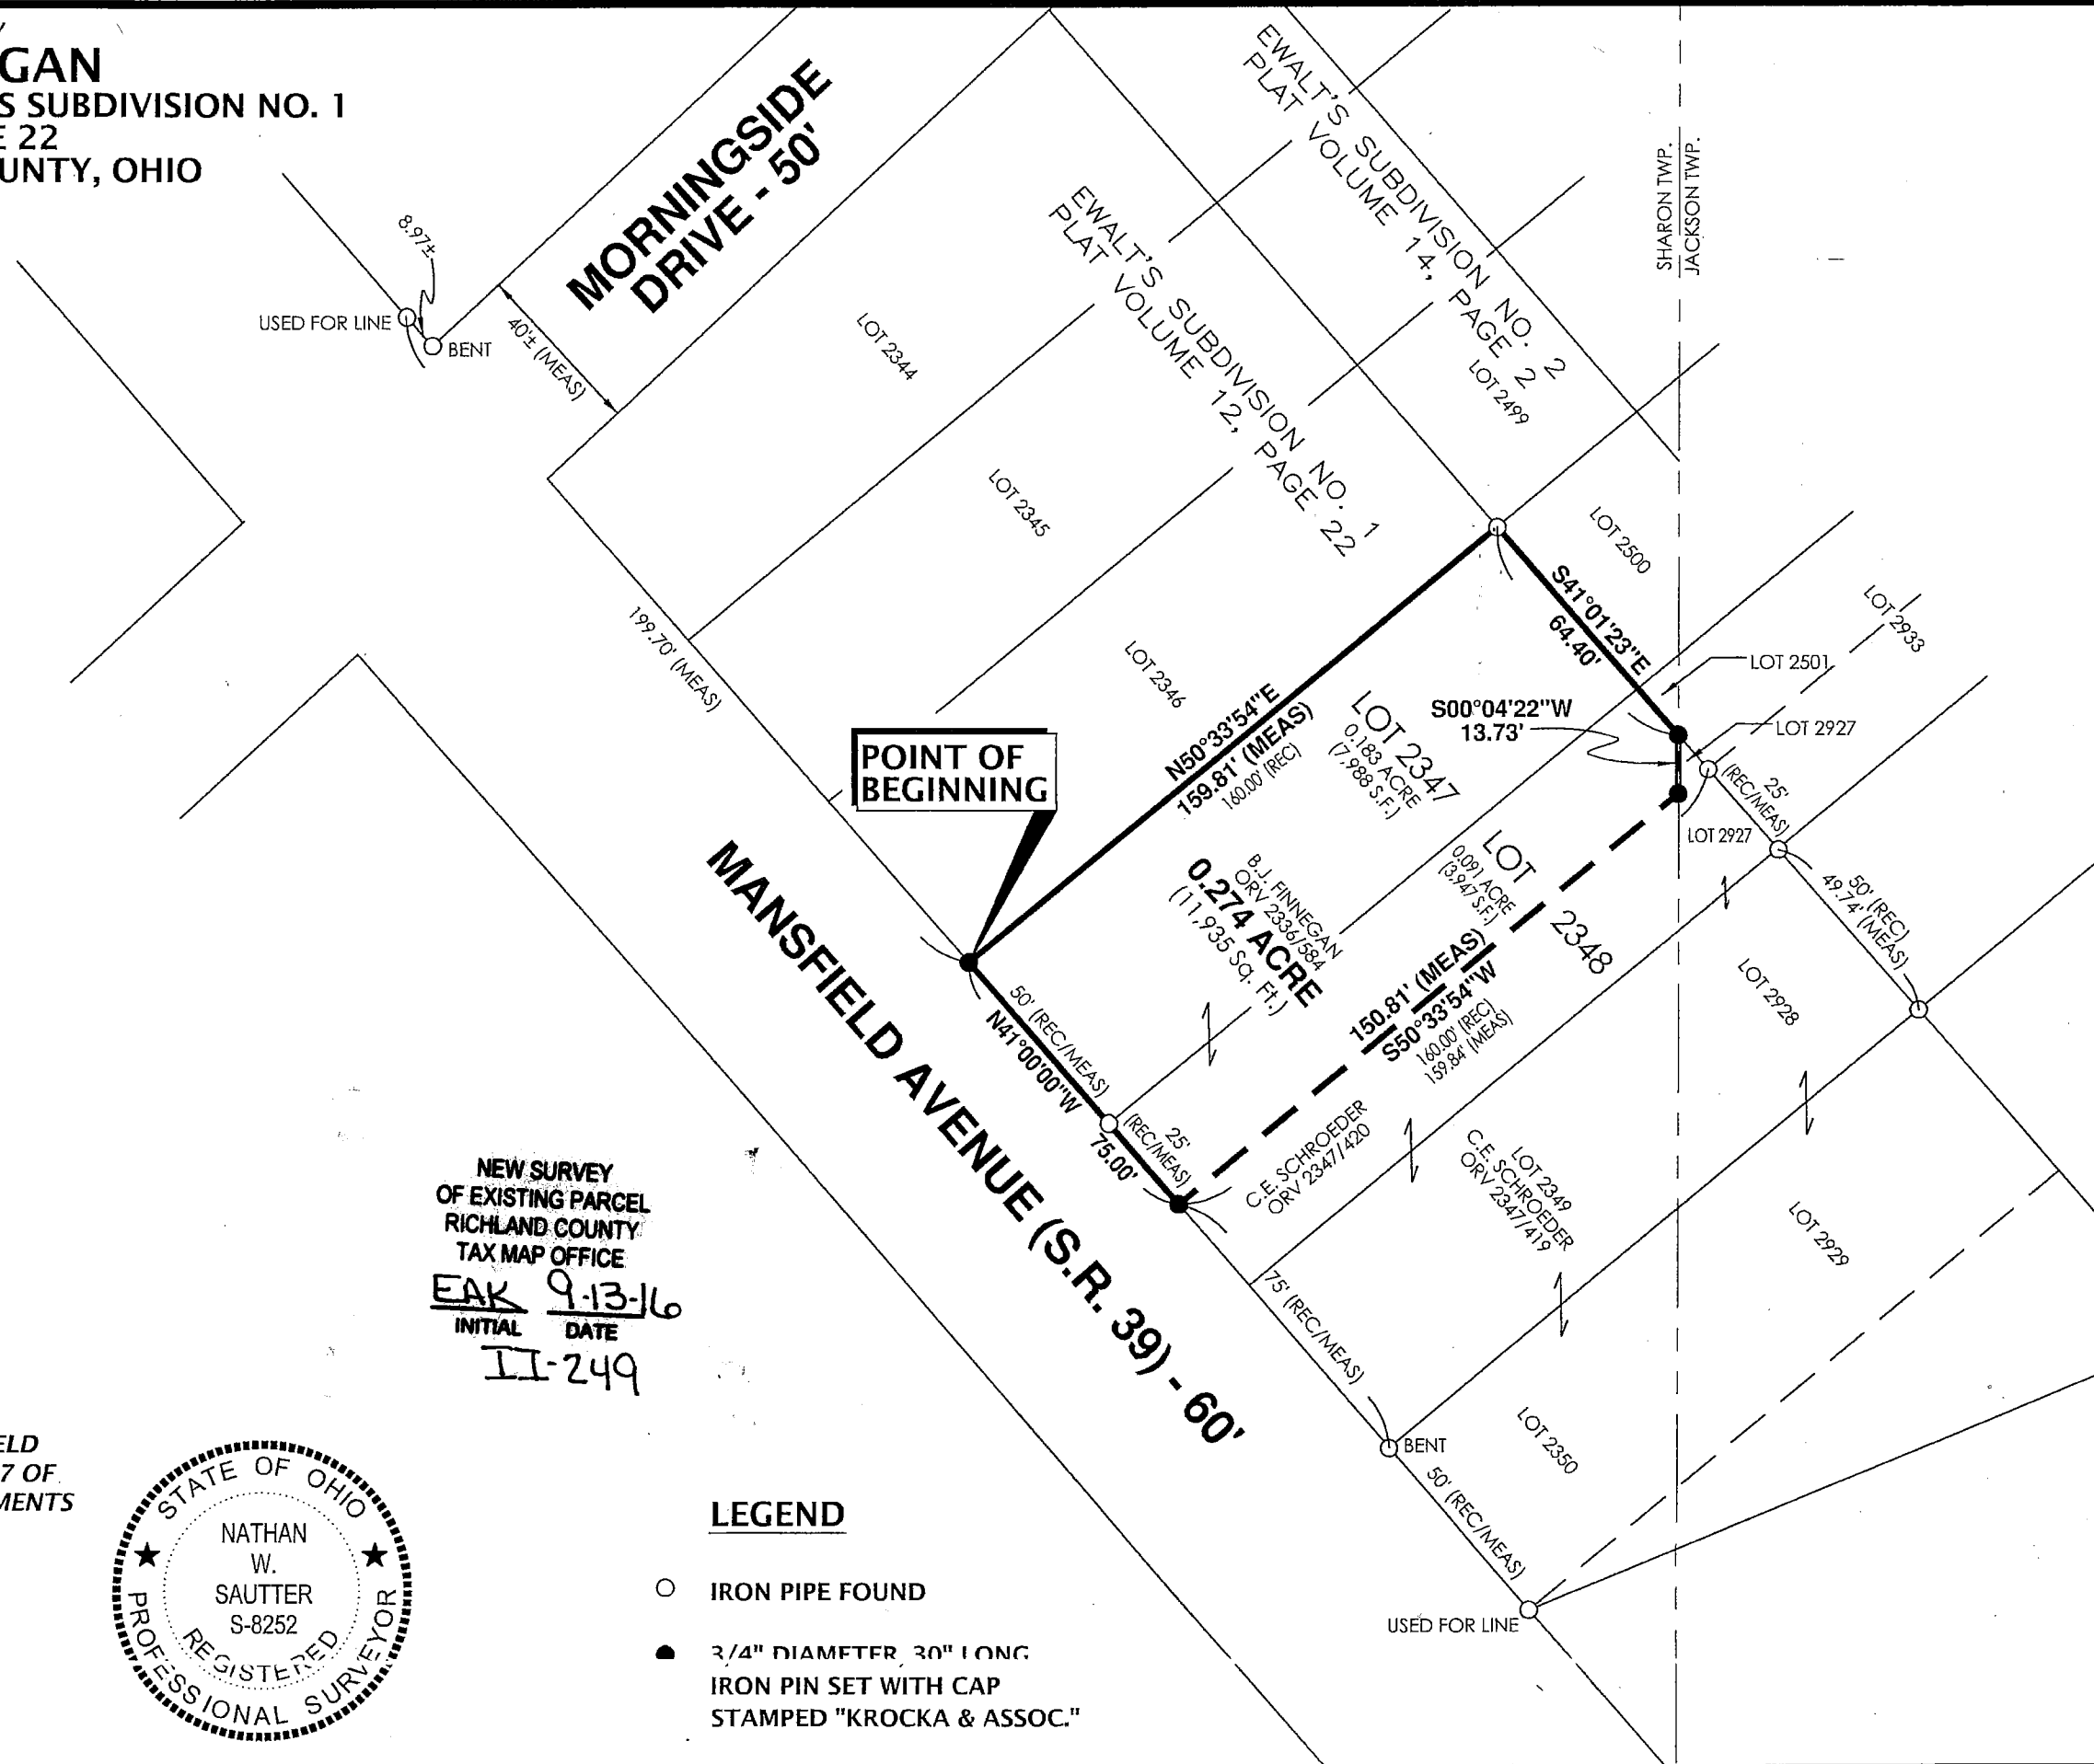 GAN
S SUBDIVISION NO. 1
E 22
UNTY, OHIO
MORNINGSIDE
DRIVE - 50'
8.97±
USED FOR LINE
BENT
40'± (MEAS)
EWALT'S SUBDIVISION NO. 2
PLAT VOLUME 14, PAGE 2
EWALT'S SUBDIVISION NO. 1
PLAT VOLUME 12, PAGE 22
SHARON TWP.
JACKSON TWP.
LOT 2344
LOT 2499
LOT 2345
LOT 2500
199.70' (MEAS)
LOT 2346
S41°01'23"E
64.40'
LOT 2933
LOT 2501
LOT 2927
S00°04'22"W
13.73'
N50°33'54"E
159.81' (MEAS)
160.00' (REC)
LOT 2347
0.183 ACRE
(7,988 S.F.)
POINT OF
BEGINNING
25'
(REC/MEAS)
LOT 2927
LOT 2348
0.091 ACRE
(3,947 S.F.)
B.J. FINNEGAN
ORV 2336/584
0.274 ACRE
(11,935 Sq. Ft.)
50' (REC)
49.74' (MEAS)
150.81' (MEAS)
S50°33'54"W
160.00' (REC)
159.84' (MEAS)
LOT 2928
50' (REC/MEAS)
N41°00'00"W
75.00'
25'
(REC/MEAS)
MANSFIELD AVENUE (S.R. 39) - 60'
C.E. SCHROEDER
ORV 2347/420
LOT 2349
C.E. SCHROEDER
ORV 2347/419
LOT 2929
75' (REC/MEAS)
NEW SURVEY
OF EXISTING PARCEL
RICHLAND COUNTY
TAX MAP OFFICE
EAK 9-13-16
INITIAL DATE
II-249
BENT
LOT 2350
50' (REC/MEAS)
USED FOR LINE
ELD
7 OF
MENTS
STATE OF OHIO
NATHAN
W.
SAUTTER
S-8252
REGISTERED
PROFESSIONAL SURVEYOR
LEGEND
IRON PIPE FOUND
3/4" DIAMETER, 30" LONG
IRON PIN SET WITH CAP
STAMPED "KROCKA & ASSOC."